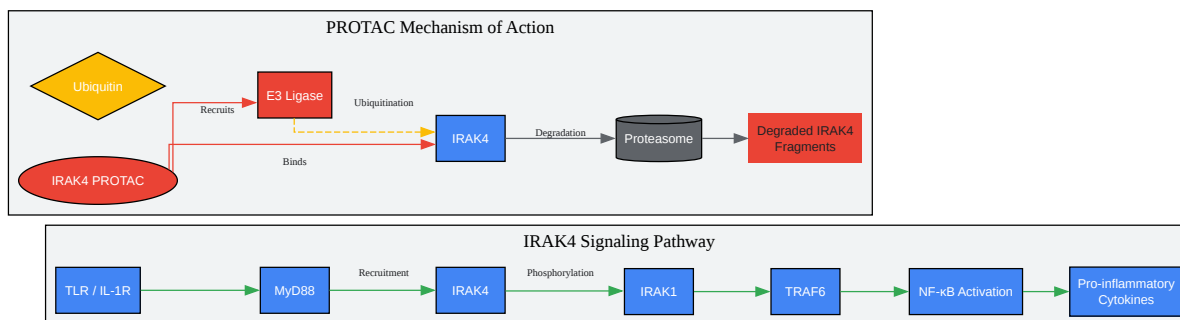 PROTAC Mechanism of Action
Ubiquitin
E3 Ligase
Recruits
Ubiquitination
IRAK4
Degradation
Proteasome
Degraded IRAK4
Fragments
Binds
IRAK4 PROTAC
IRAK4 Signaling Pathway
TLR / IL-1R
MyD88
Recruitment
IRAK4
Phosphorylation
IRAK1
TRAF6
NF-κB Activation
Pro-inflammatory
Cytokines